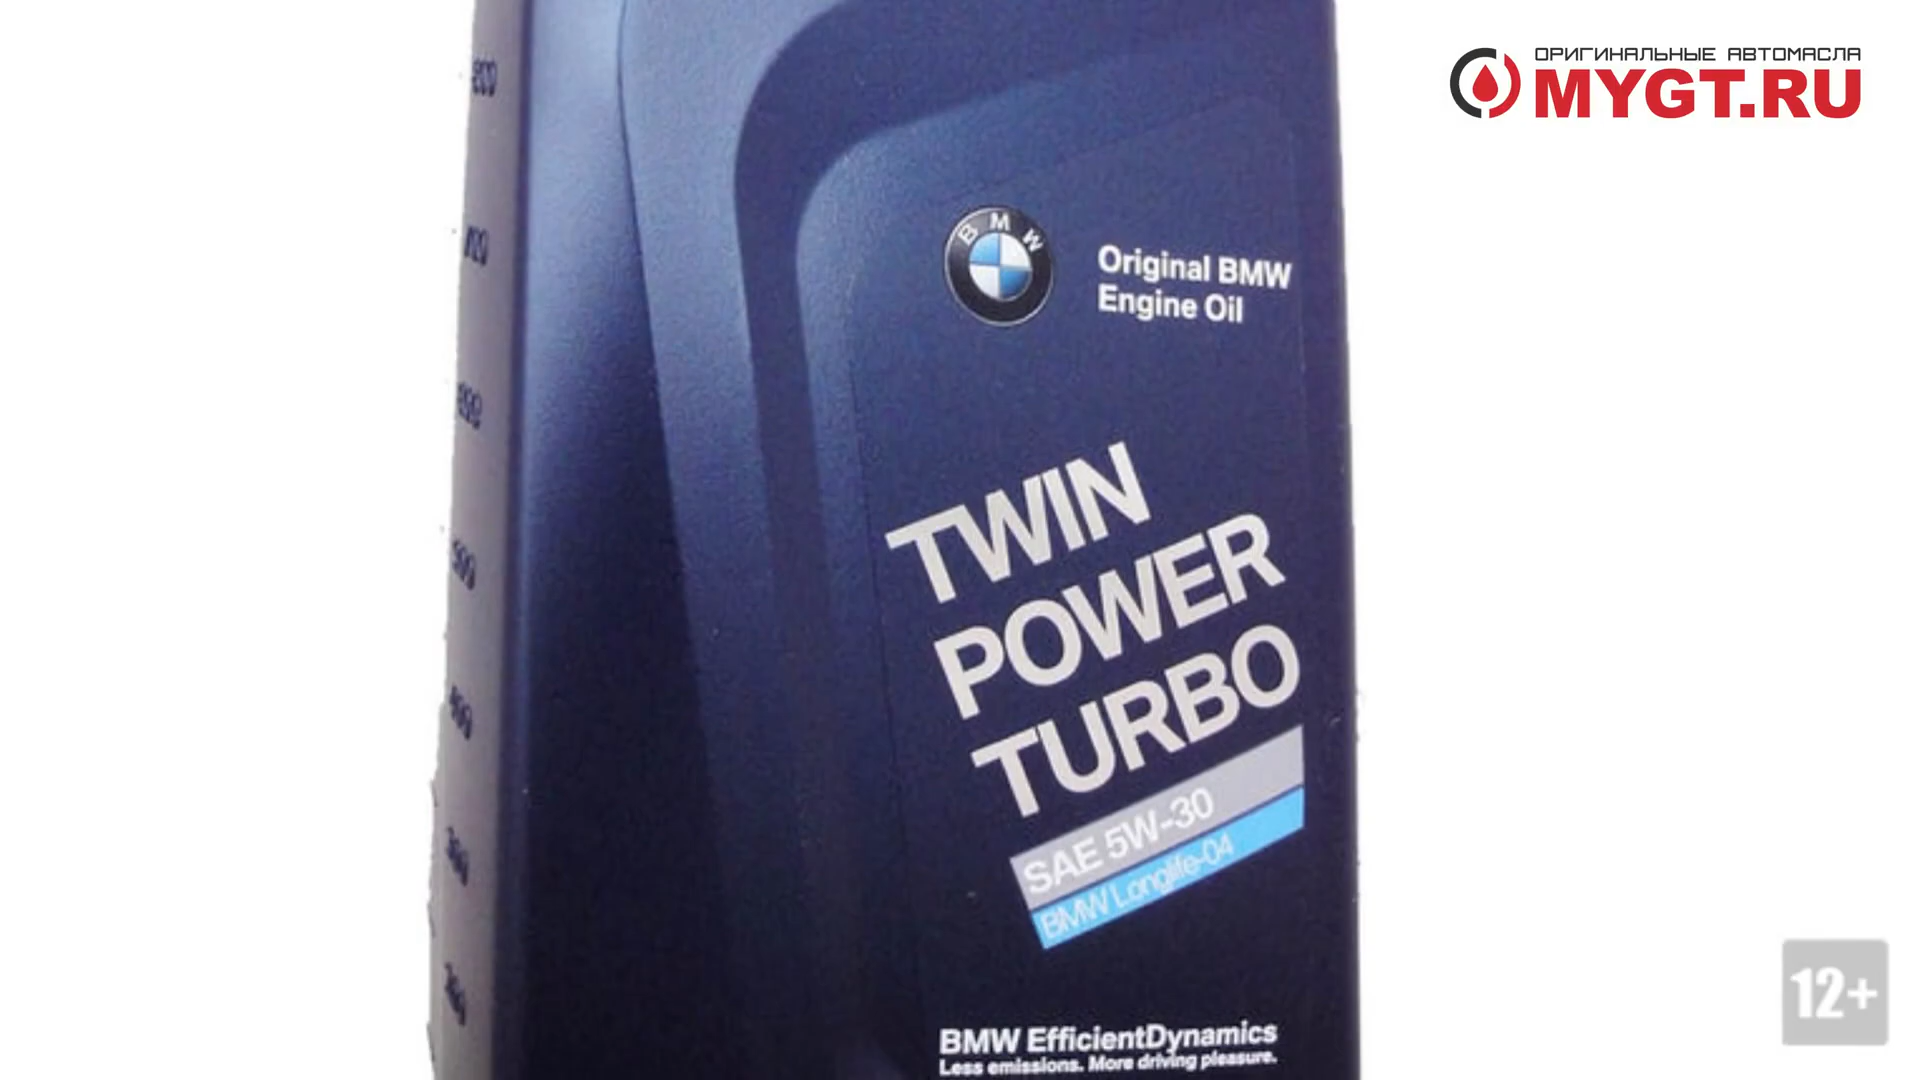 ОРИГИНАЛЬНЫЕ АВТОМАСЛА
MYGT.RU
BMW
Original BMW
Engine Oil
TWIN
POWER
TURBO
SAE 5W-30
BMW Longlife-04
BMW EfficientDynamics
Less emissions. More driving pleasure.
12+